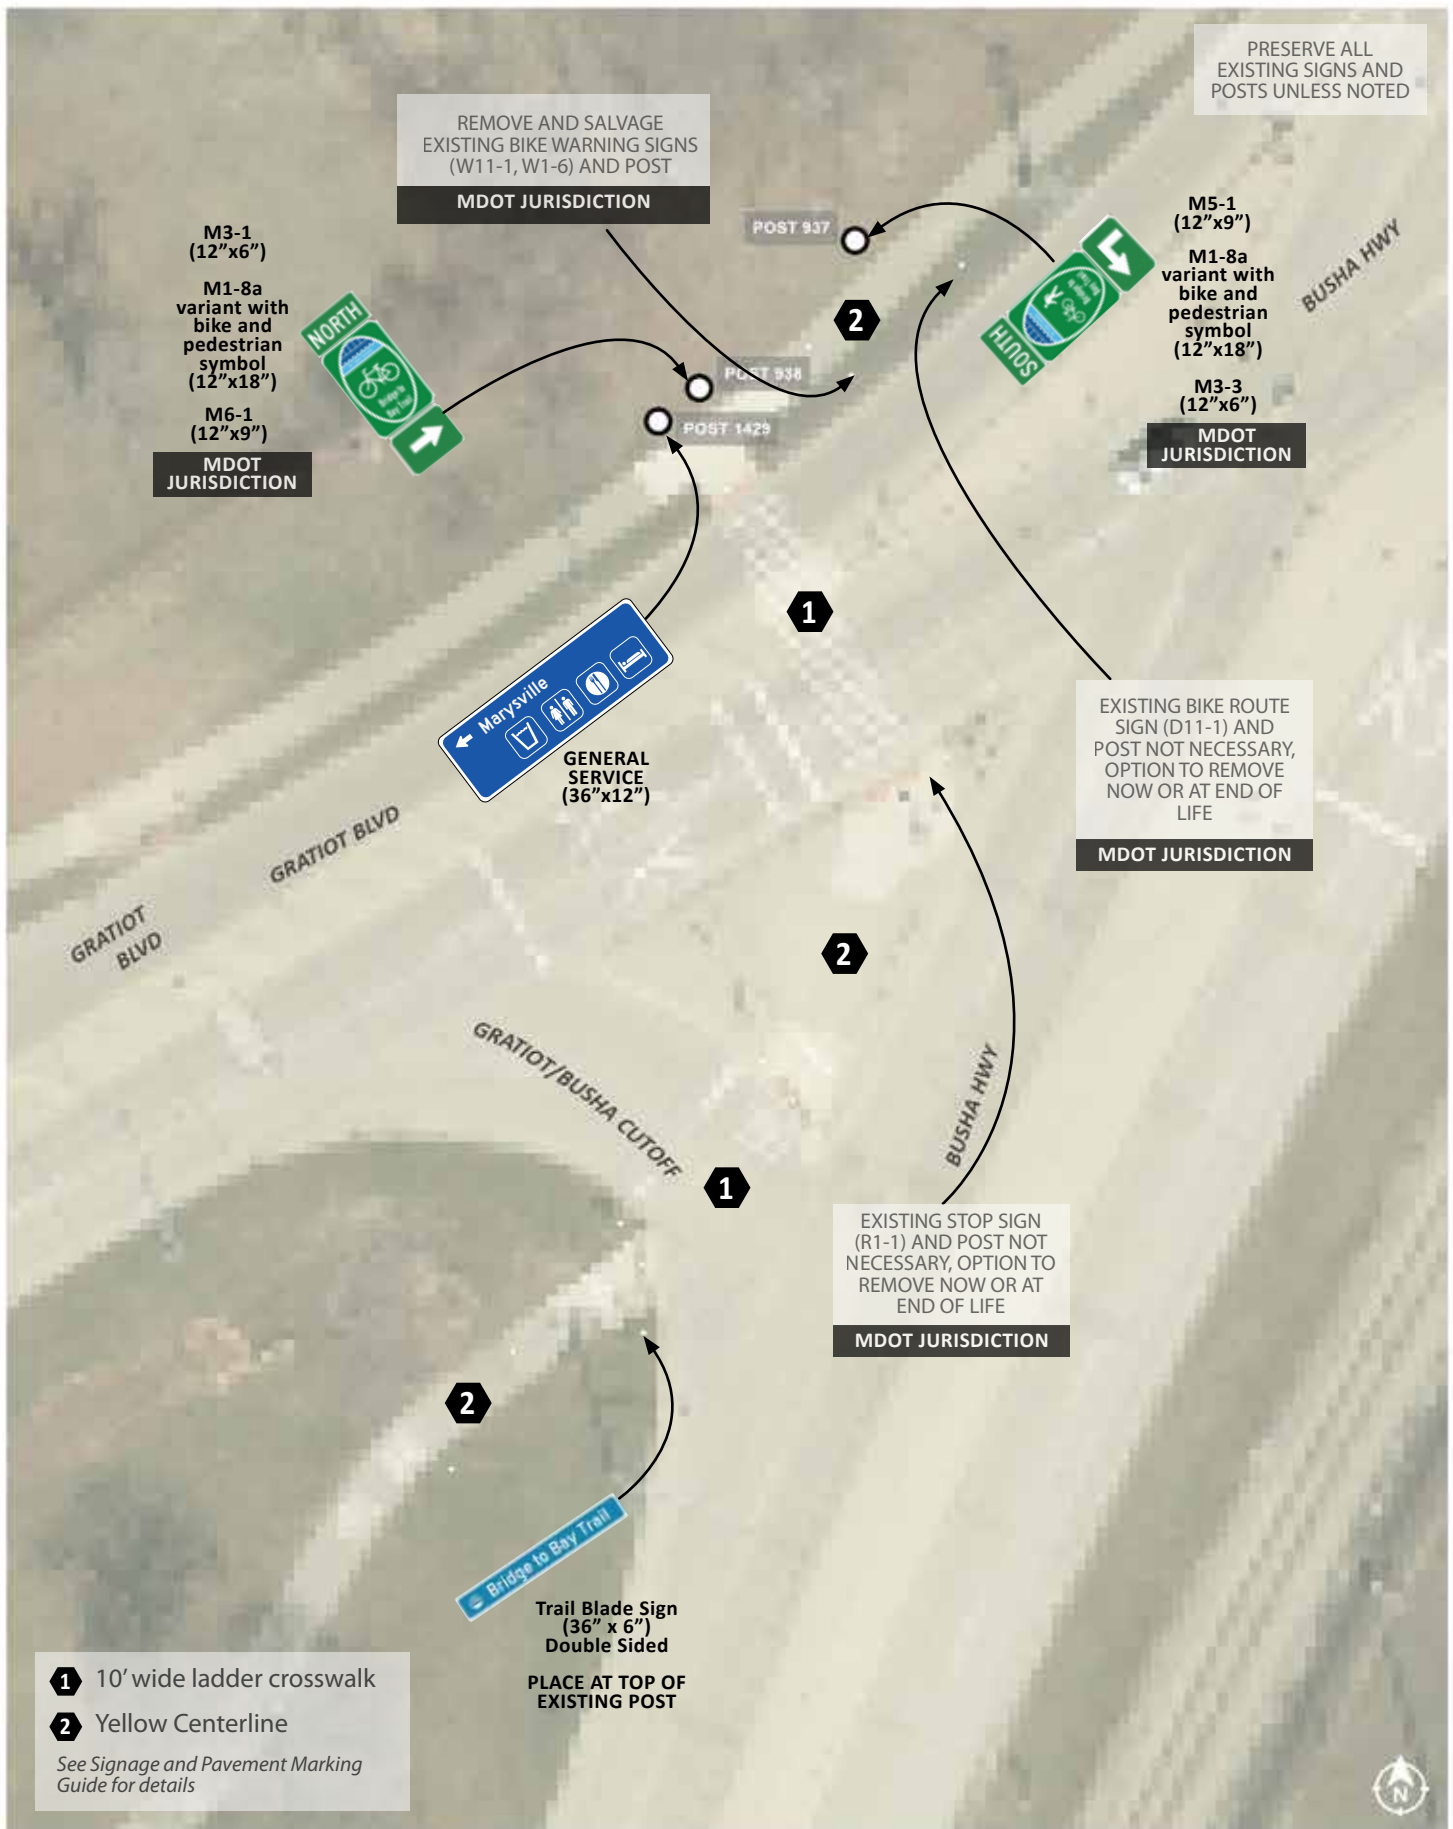 PRESERVE ALL
EXISTING SIGNS AND
POSTS UNLESS NOTED
REMOVE AND SALVAGE
EXISTING BIKE WARNING SIGNS
(W11-1, W1-6) AND POST
MDOT JURISDICTION
M3-1
(12”x6”)
M1-8a
variant with
bike and
pedestrian
symbol
(12”x18”)
M6-1
(12”x9”)
MDOT
JURISDICTION
NORTH
Bridge to
Bay Trail
POST 937
2
POST 938
POST 1429
M5-1
(12”x9”)
M1-8a
variant with
bike and
pedestrian
symbol
(12”x18”)
M3-3
(12”x6”)
MDOT
JURISDICTION
Bridge to
Bay Trail
SOUTH
BUSHA HWY
1
Marysville
GENERAL
SERVICE
(36”x12”)
EXISTING BIKE ROUTE
SIGN (D11-1) AND
POST NOT NECESSARY,
OPTION TO REMOVE
NOW OR AT END OF
LIFE
MDOT JURISDICTION
GRATIOT BLVD
GRATIOT
BLVD
2
GRATIOT/BUSHA CUTOFF
BUSHA HWY
1
EXISTING STOP SIGN
(R1-1) AND POST NOT
NECESSARY, OPTION TO
REMOVE NOW OR AT
END OF LIFE
MDOT JURISDICTION
2
Bridge to Bay Trail
Trail Blade Sign
(36” x 6”)
Double Sided
PLACE AT TOP OF
EXISTING POST
1 10’ wide ladder crosswalk
2 Yellow Centerline
See Signage and Pavement Marking
Guide for details
N